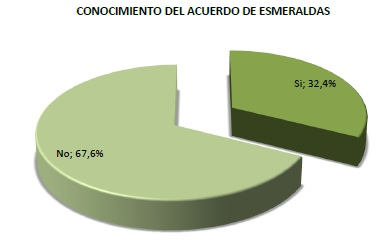 CONOCIMIENTO DEL ACUERDO DE ESMERALDAS
Si; 32,4%
No; 67,6%